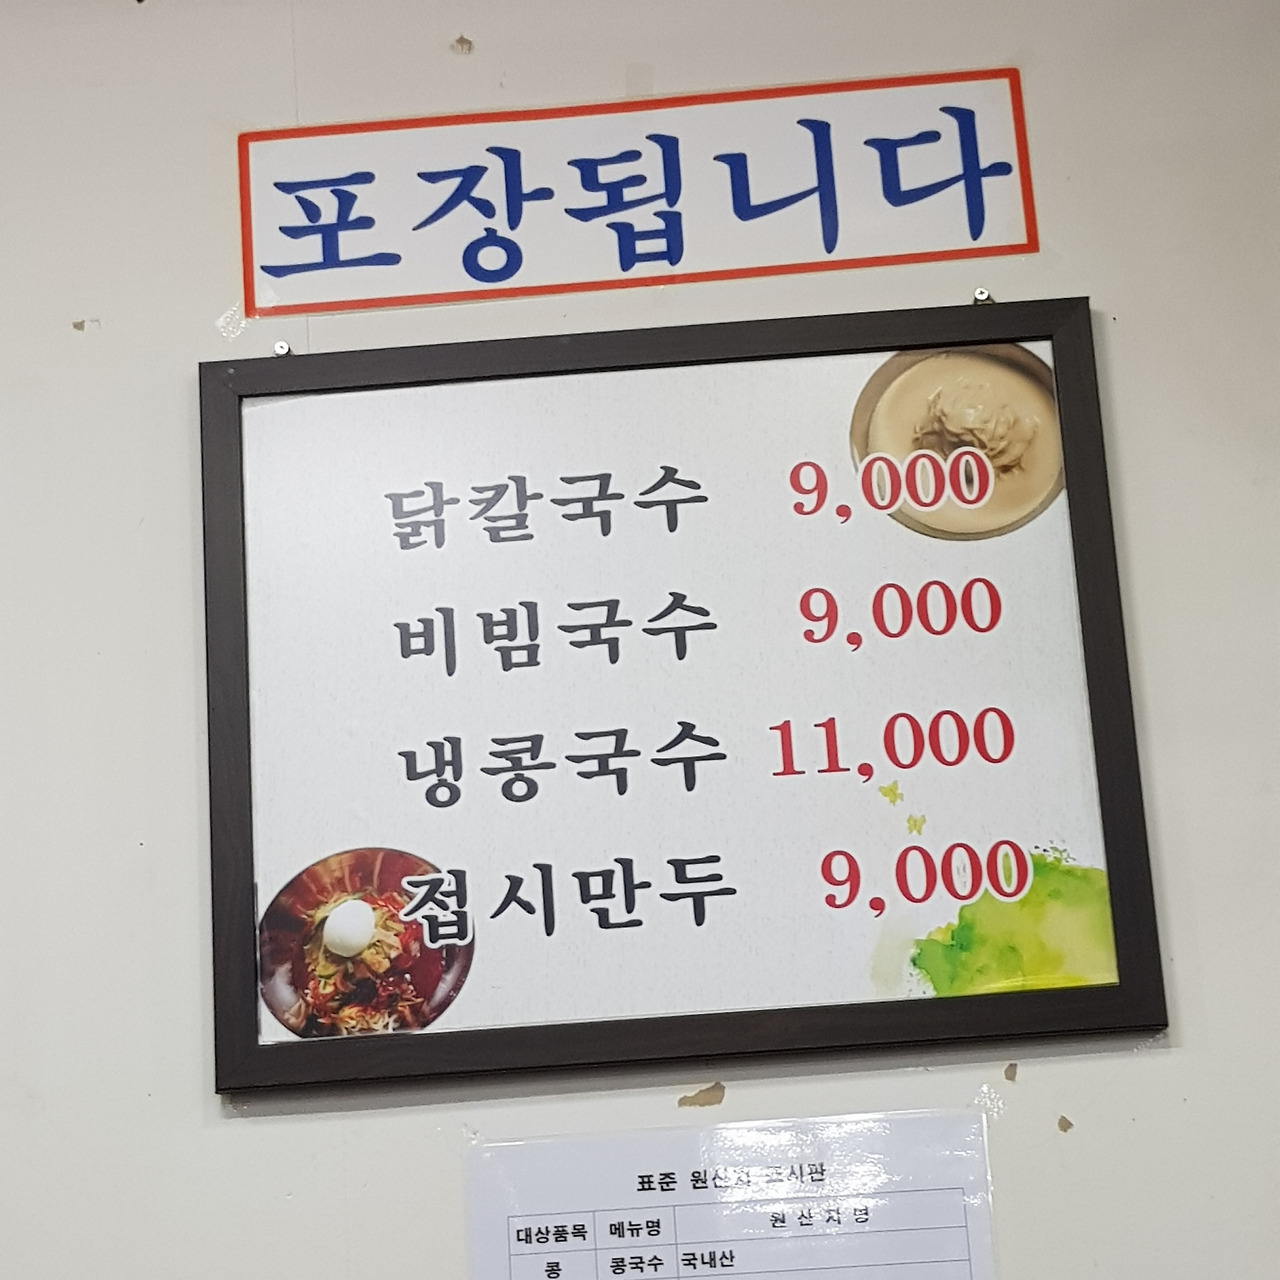 포장됩니다
닭칼국수 9,000
비빔국수 9,000
냉콩국수 11,000
접시만두 9,000
표준 원산지 표시판
대상품목 메뉴명 원산지명
콩 콩국수 국내산